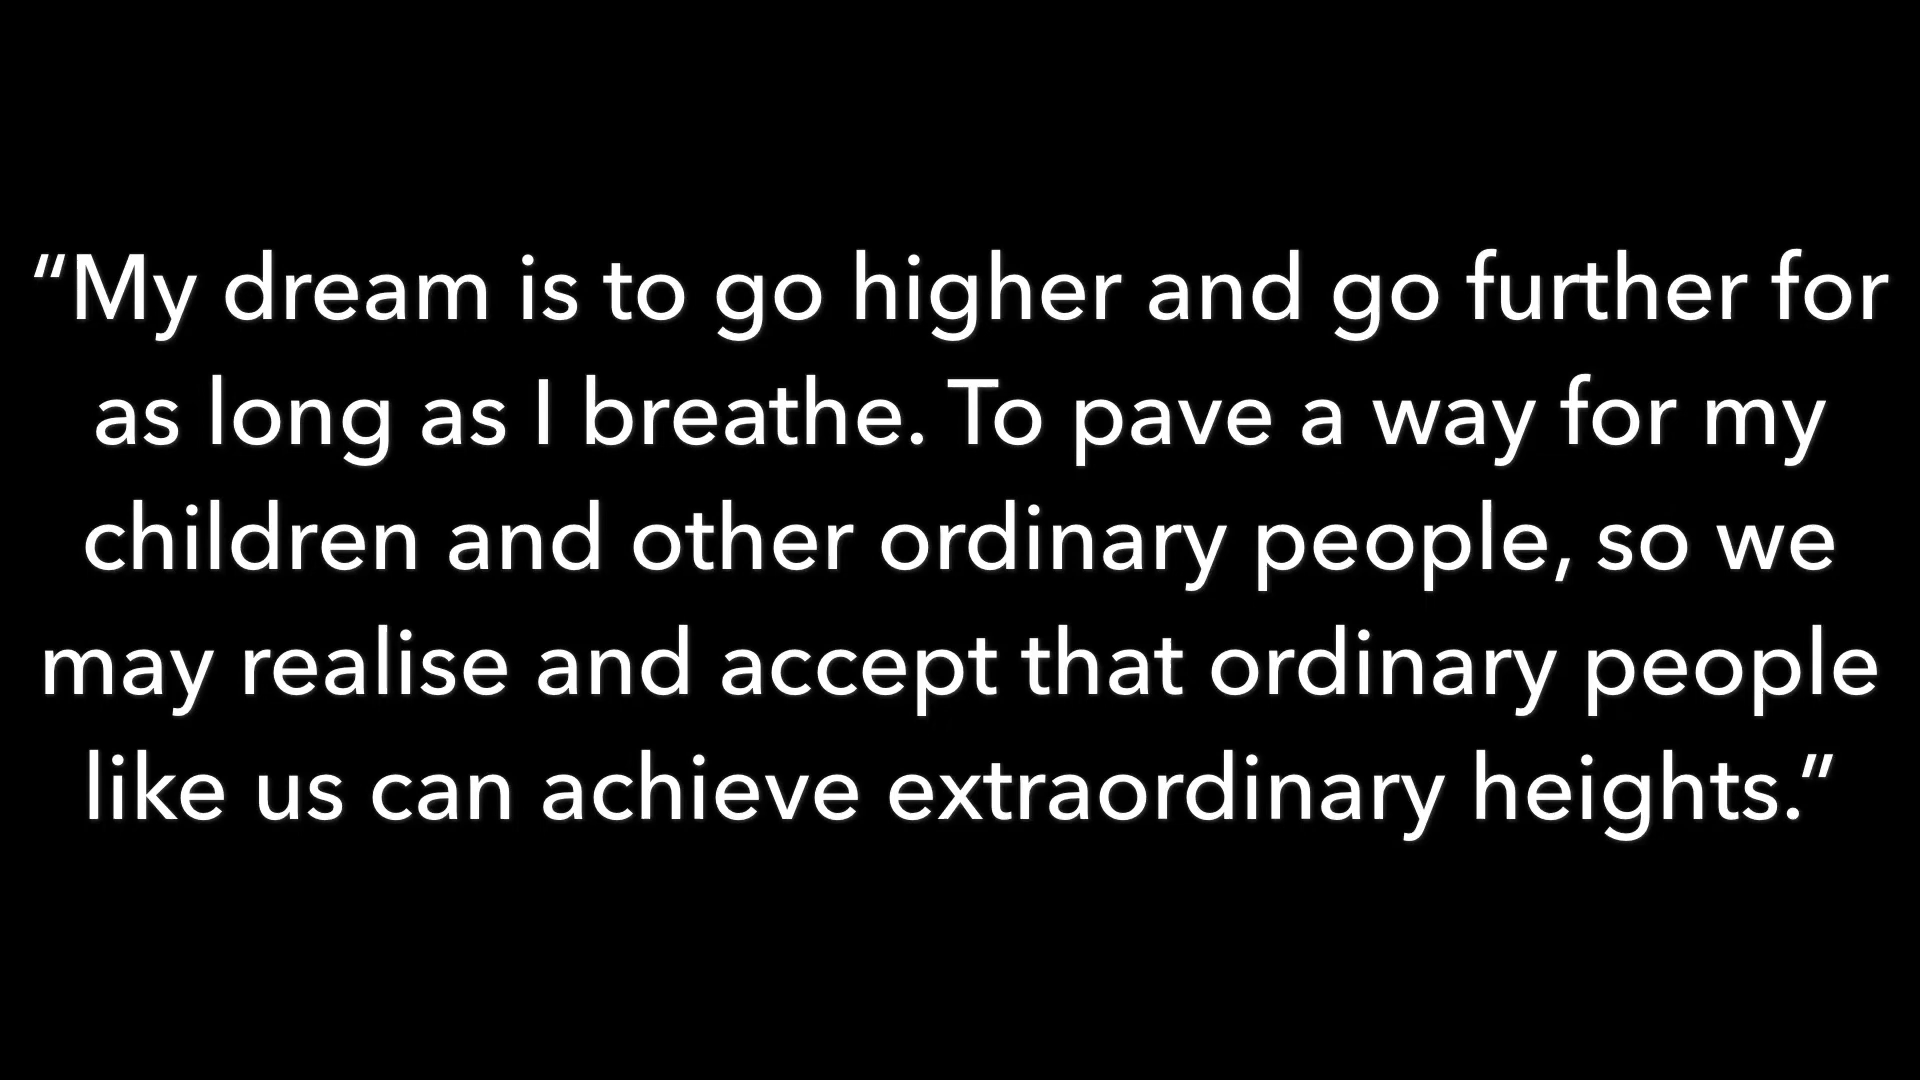 “My dream is to go higher and go further for
as long as I breathe. To pave a way for my
children and other ordinary people, so we
may realise and accept that ordinary people
like us can achieve extraordinary heights.”